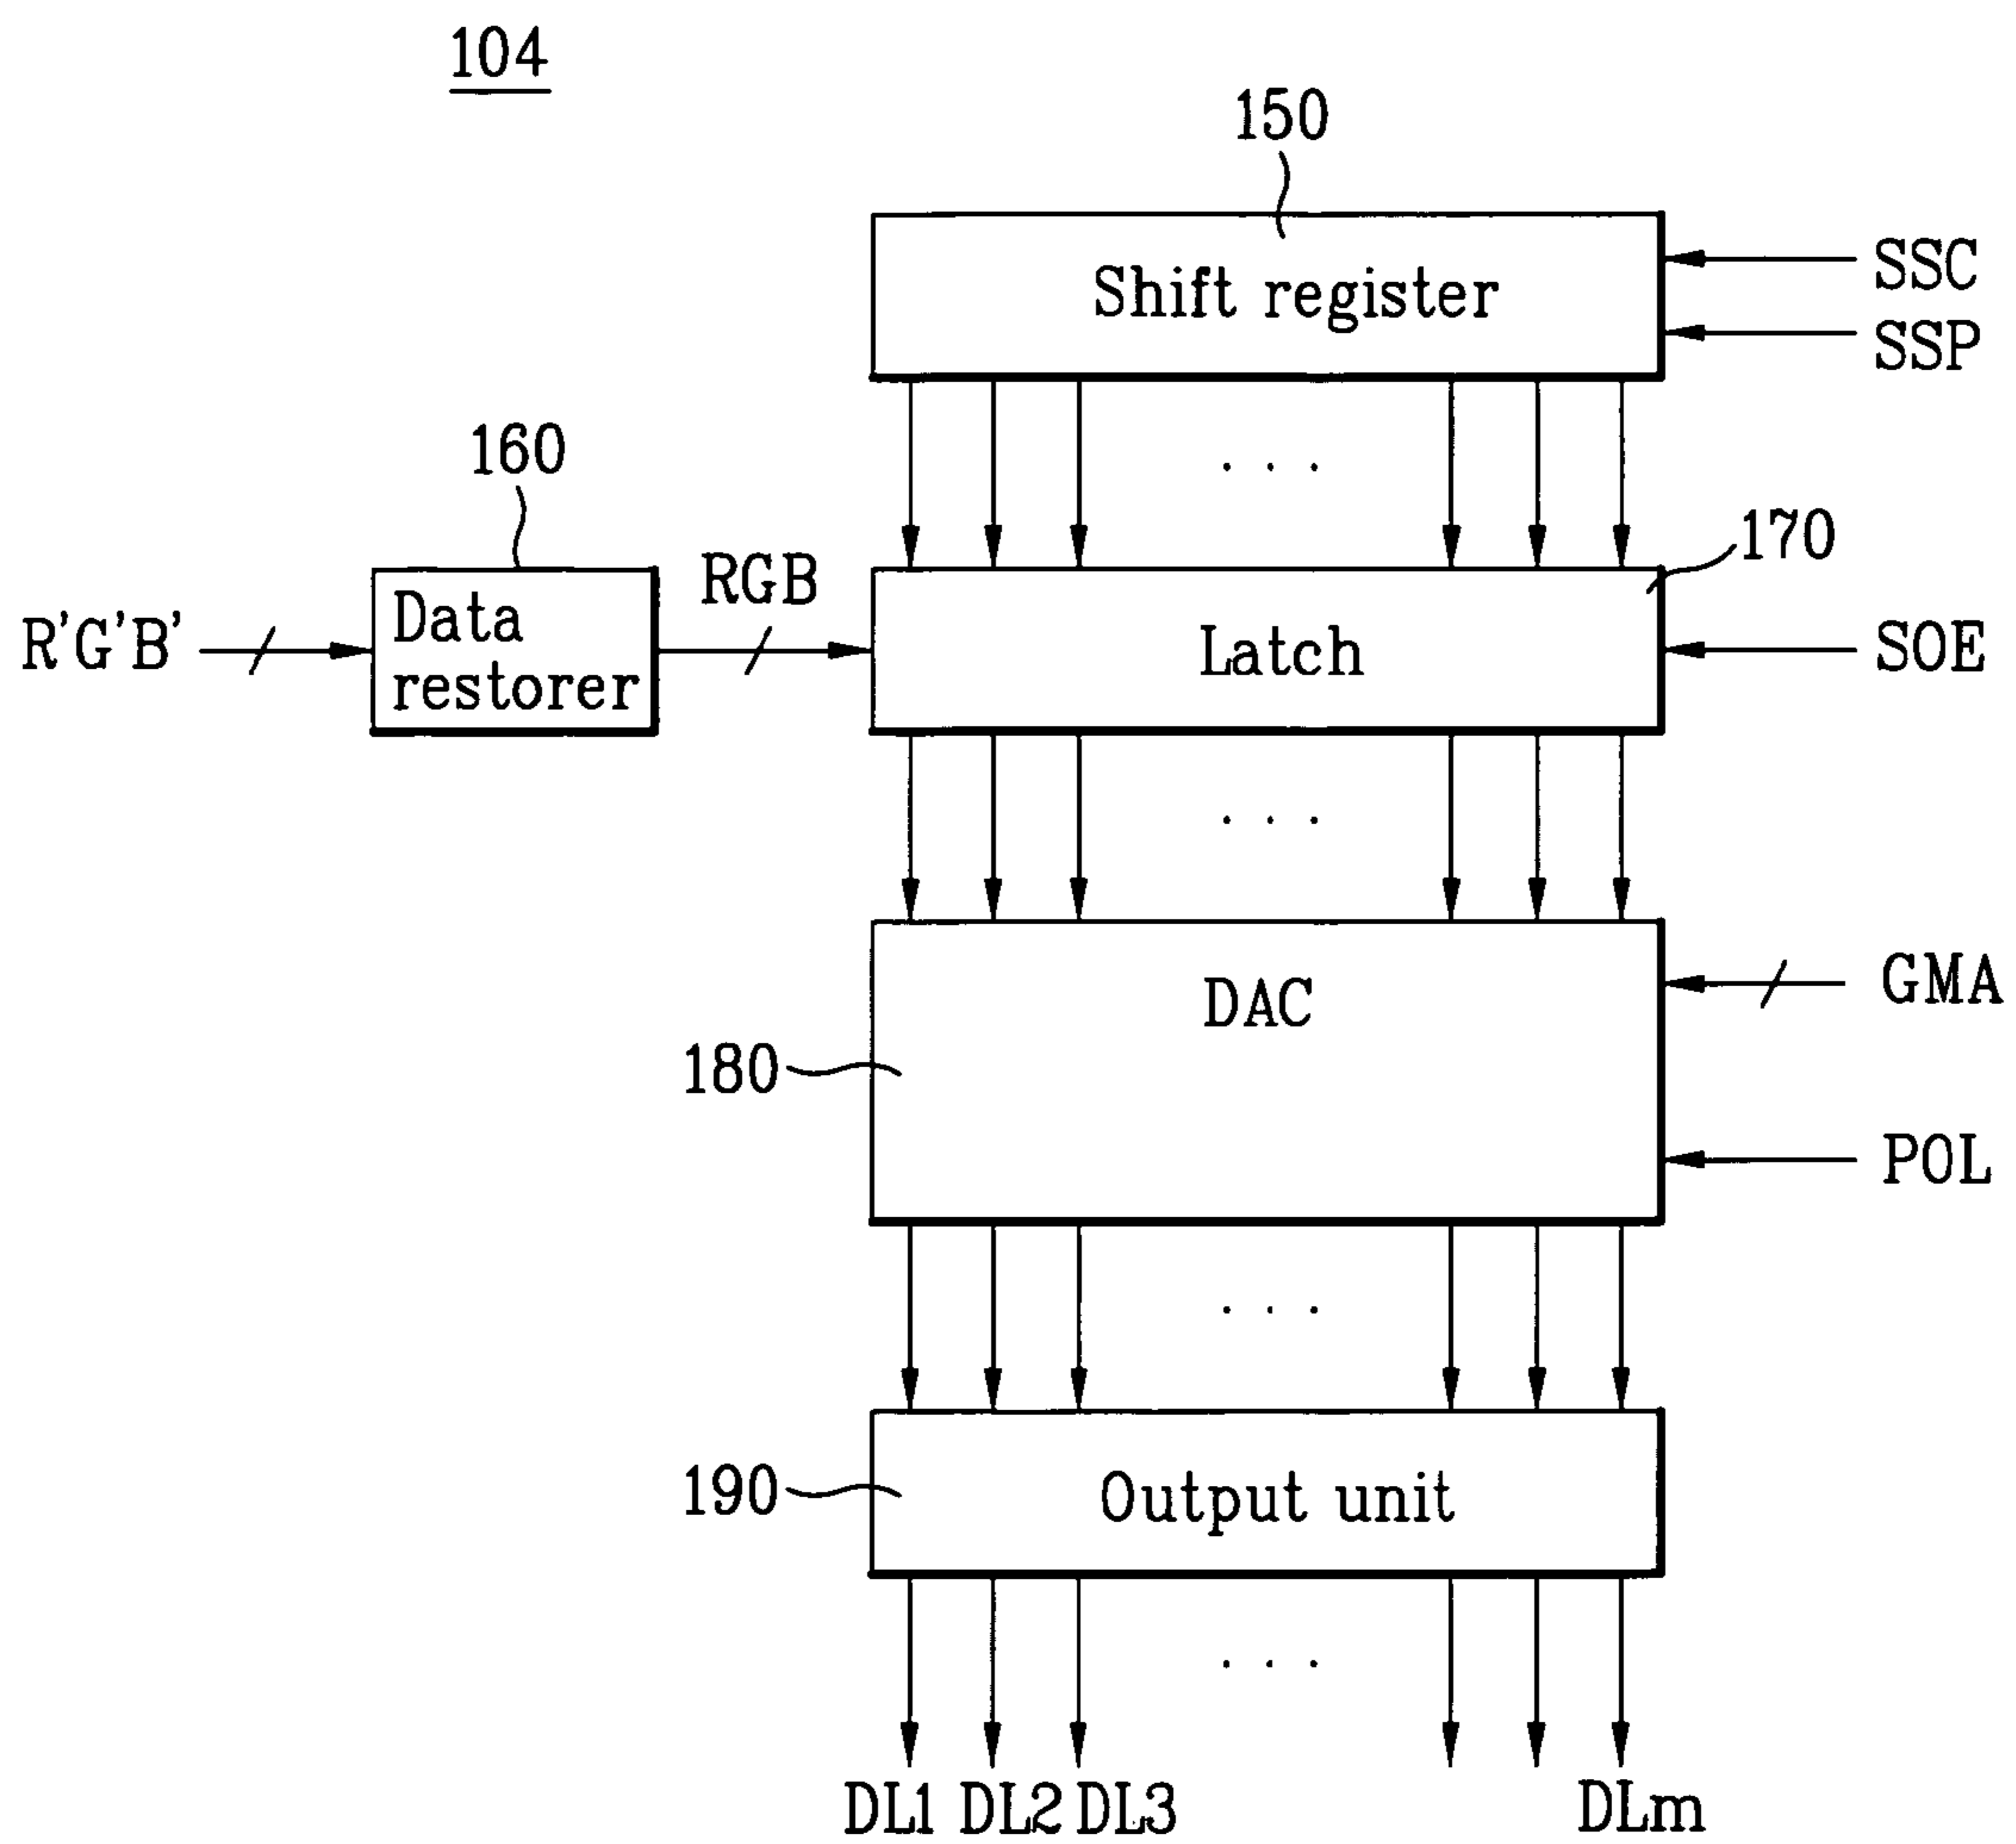 104
150
Shift register
SSC
SSP
160
170
R'G'B'
Data
restorer
RGB
Latch
SOE
DAC
GMA
180
POL
190
Output unit
DL1 DL2 DL3 DLm